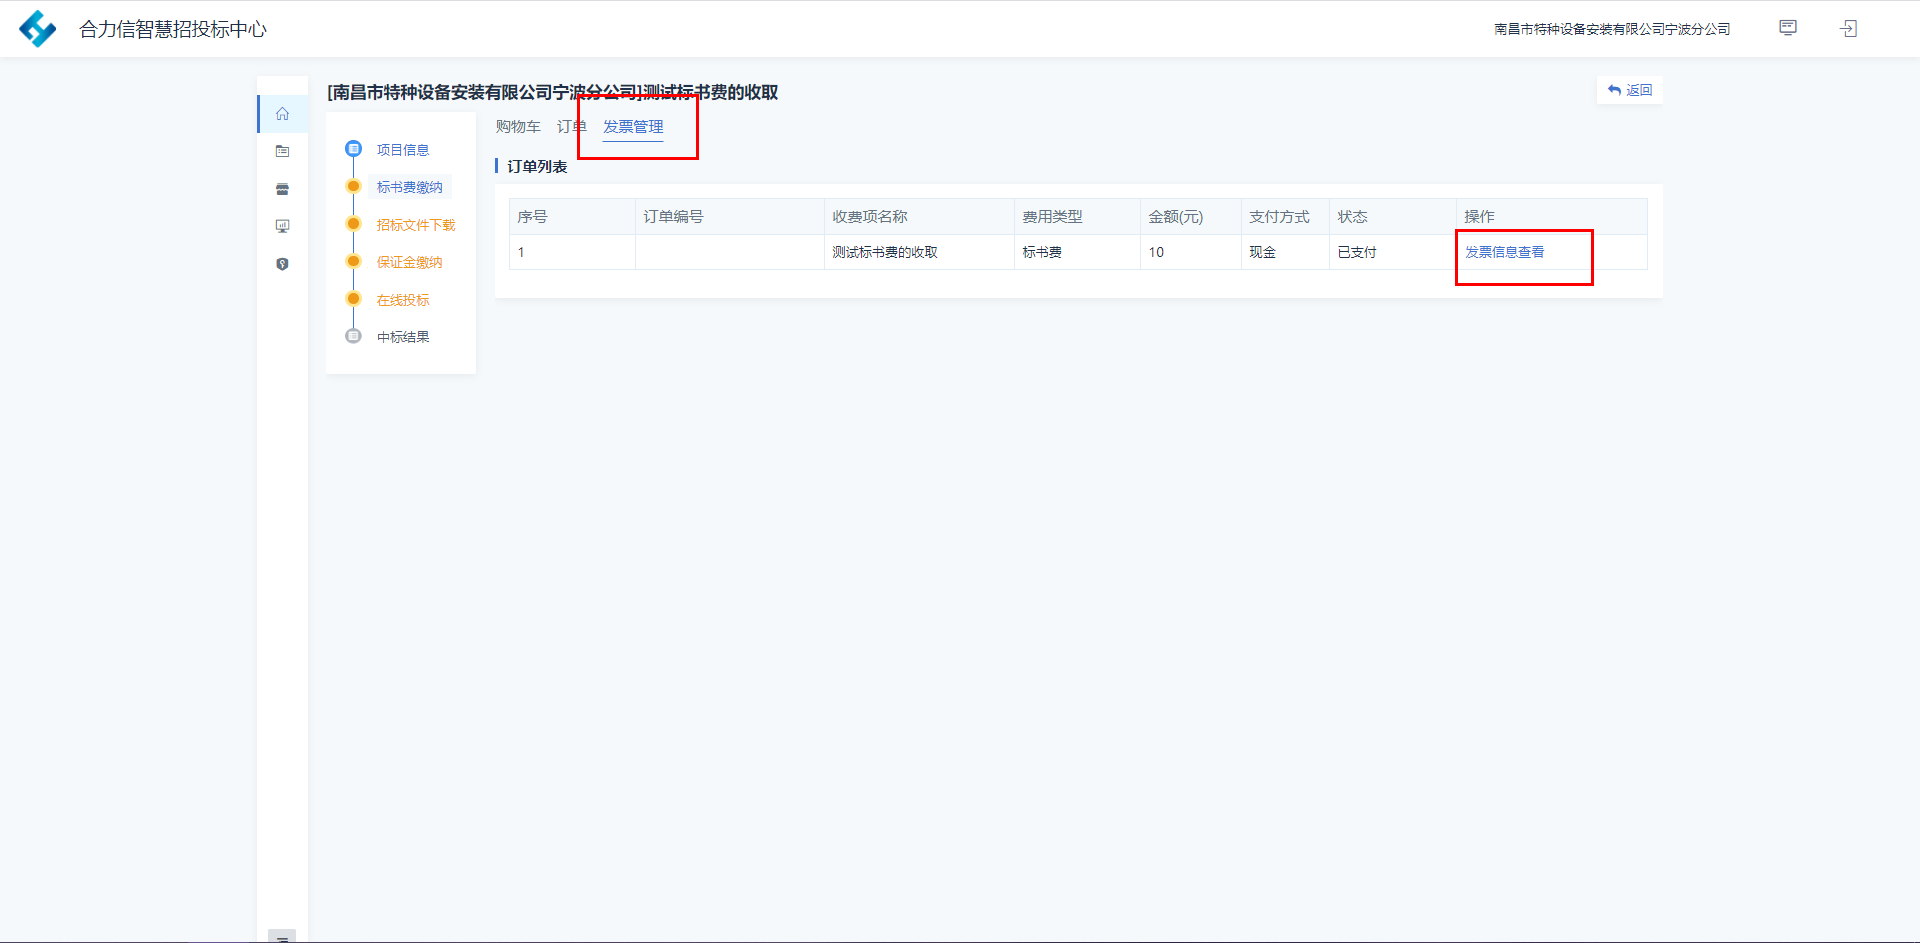 合力信智慧招投标中心
南昌市特种设备安装有限公司宁波分公司
[南昌市特种设备安装有限公司宁波分公司]测试标书费的收取
返回
购物车 订单 发票管理
项目信息
标书费缴纳
招标文件下载
保证金缴纳
在线投标
中标结果
订单列表
序号 订单编号 收费项名称 费用类型 金额(元) 支付方式 状态 操作
1 测试标书费的收取 标书费 10 现金 已支付 发票信息查看